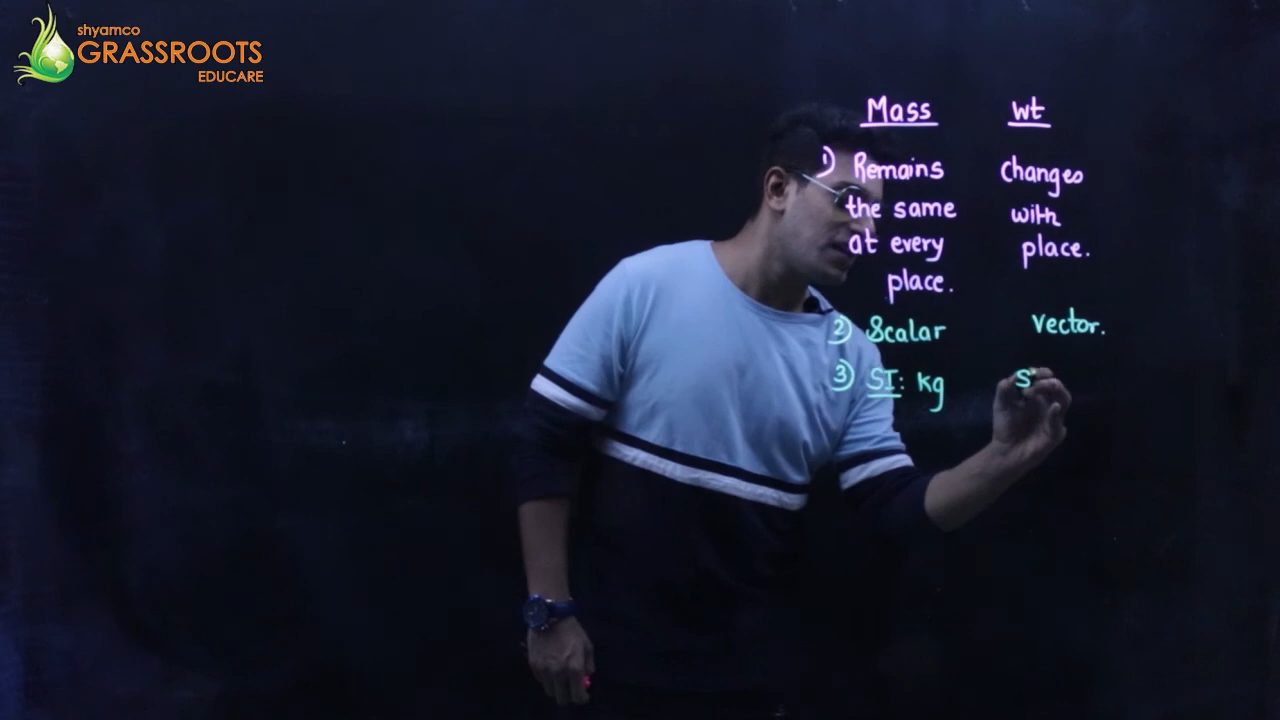 shyamco
GRASSROOTS
EDUCARE
Mass wt
1) Remains changes
the same with
at every place.
place.
2) Scalar vector.
3) SI: kg S